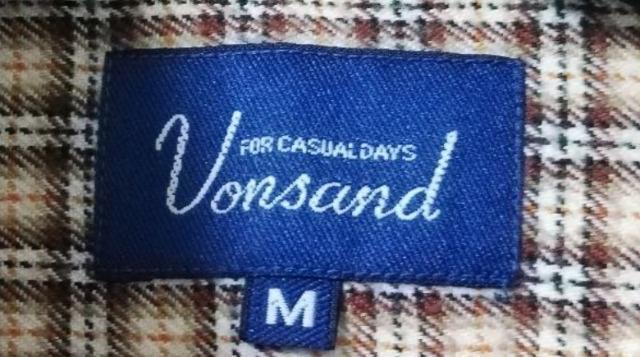 FOR CASUAL DAYS
Vonsand
M